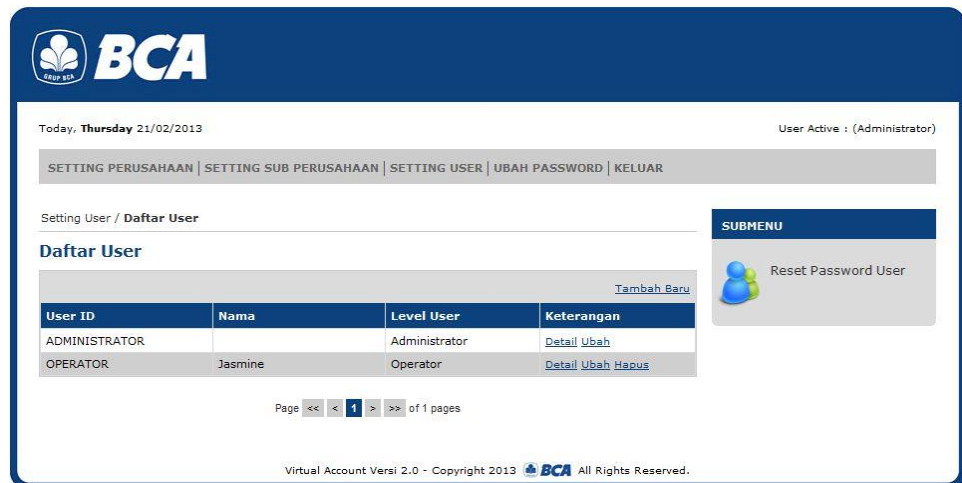 GRUP BCA
BCA
Today, Thursday 21/02/2013
User Active : (Administrator)
SETTING PERUSAHAAN | SETTING SUB PERUSAHAAN | SETTING USER | UBAH PASSWORD | KELUAR
Setting User / Daftar User
Daftar User
Tambah Baru
User ID Nama Level User Keterangan
ADMINISTRATOR Administrator Detail Ubah
OPERATOR Jasmine Operator Detail Ubah Hapus
Page << < 1 > >> of 1 pages
SUBMENU
Reset Password User
Virtual Account Versi 2.0 - Copyright 2013 BCA All Rights Reserved.